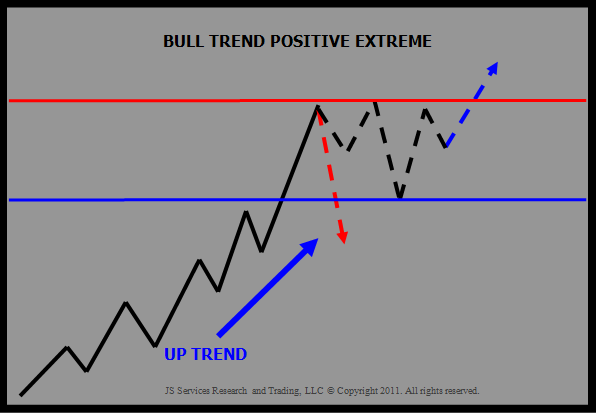 BULL TREND POSITIVE EXTREME
UP TREND
JS Services Research and Trading, LLC © Copyright 2011. All rights reserved.